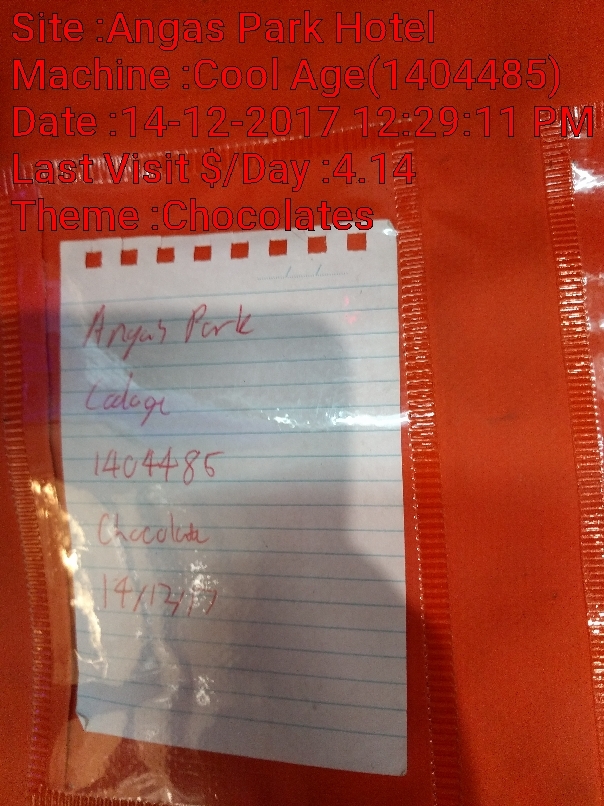 Site :Angas Park Hotel
Machine :Cool Age(1404485)
Date :14-12-2017 12:29:11 PM
Last Visit $/Day :4.14
Theme :Chocolates
Angas Park
Coolage
1404485
Chocolate
14/12/17